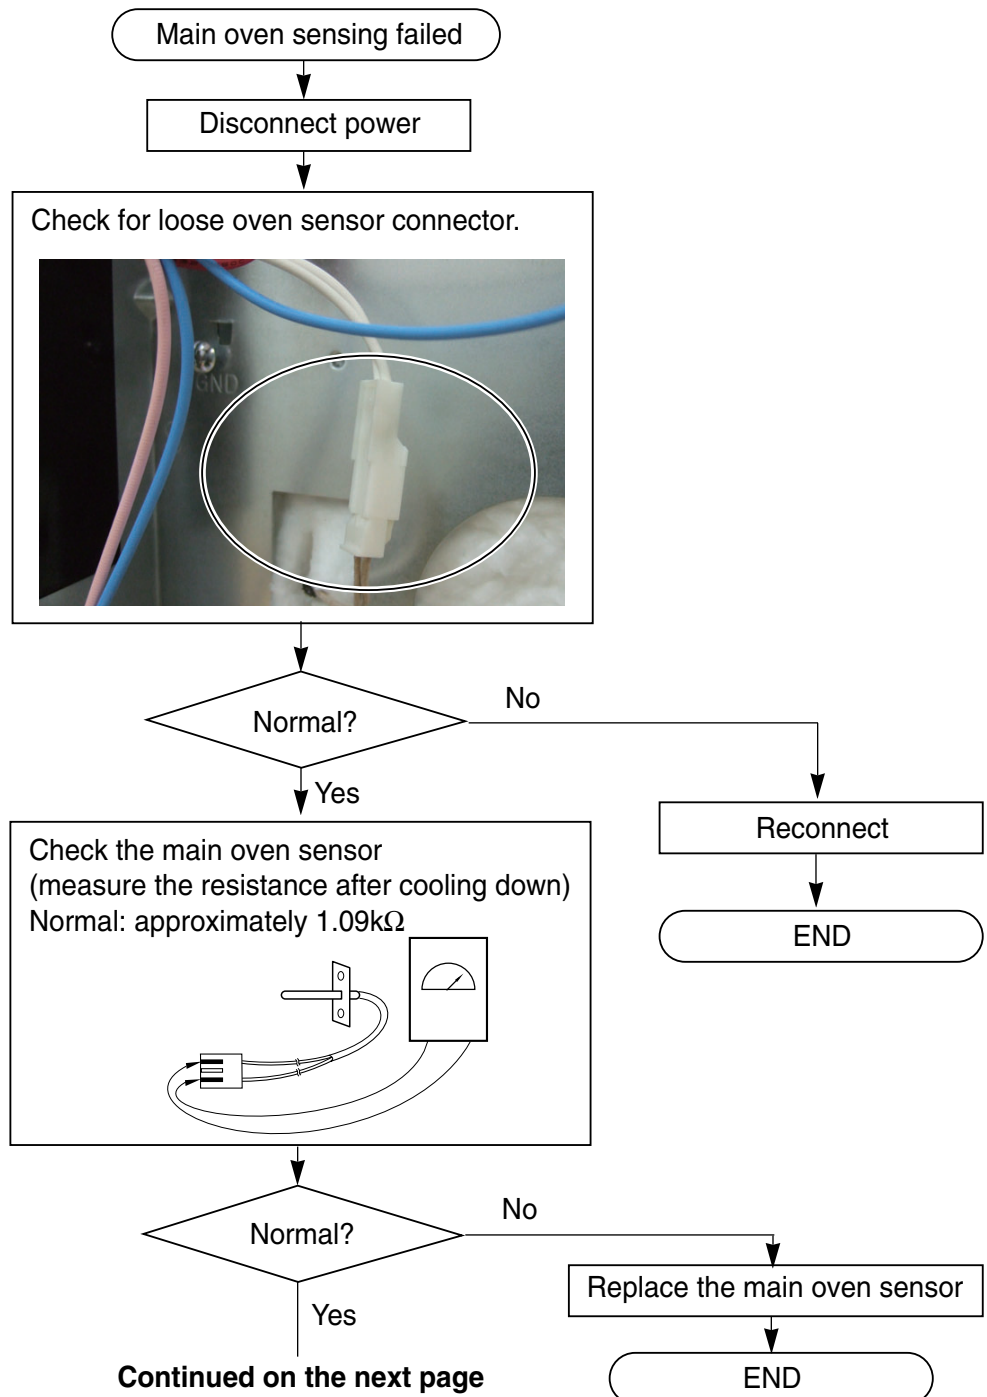 Main oven sensing failed
Disconnect power
Check for loose oven sensor connector.
GND
Normal?
No
Yes
Reconnect
END
Check the main oven sensor
(measure the resistance after cooling down)
Normal: approximately 1.09kΩ
Normal?
No
Yes
Replace the main oven sensor
END
Continued on the next page